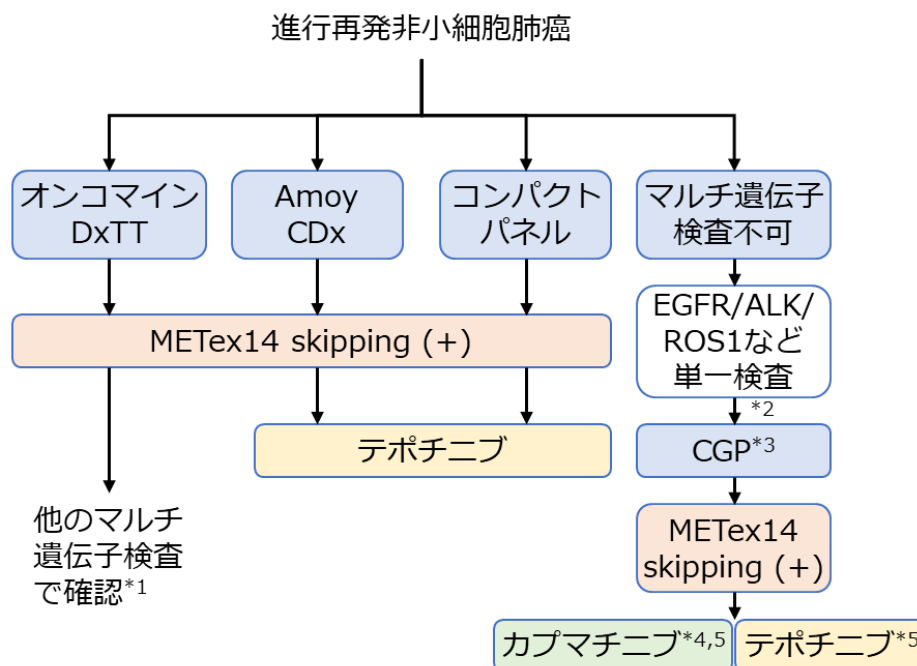 進行再発非小細胞肺癌
オンコマイン
DxTT
Amoy
CDx
コンパクト
パネル
マルチ遺伝子
検査不可
METex14 skipping (+)
EGFR/ALK/
ROS1など
単一検査
*2
テポチニブ
CGP*3
他のマルチ
遺伝子検査
で確認*1
METex14
skipping (+)
カプマチニブ*4,5
テポチニブ*5